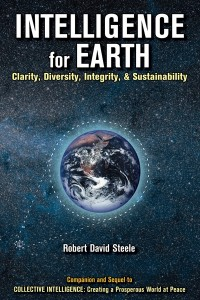 INTELLIGENCE
for EARTH
Clarity, Diversity, Integrity, & Sustainability
Robert David Steele
Companion and Sequel to
COLLECTIVE INTELLIGENCE: Creating a Prosperous World at Peace